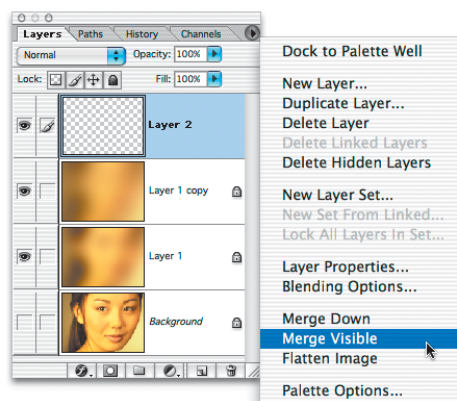 Layers Paths History Channels
Normal Opacity: 100%
Lock: Fill: 100%
Layer 2
Layer 1 copy
Layer 1
Background
Dock to Palette Well
New Layer...
Duplicate Layer...
Delete Layer
Delete Linked Layers
Delete Hidden Layers
New Layer Set...
New Set From Linked...
Lock All Layers In Set...
Layer Properties...
Blending Options...
Merge Down
Merge Visible
Flatten Image
Palette Options...